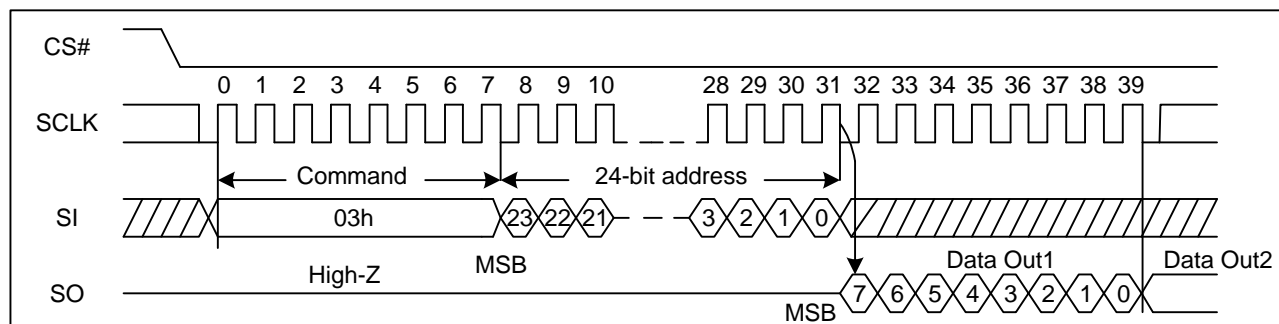 CS#
0 1 2 3 4 5 6 7 8 9 10 28 29 30 31 32 33 34 35 36 37 38 39
SCLK
Command 24-bit address
SI 03h 23 22 21 3 2 1 0
High-Z MSB Data Out1 Data Out2
SO 7 6 5 4 3 2 1 0
MSB